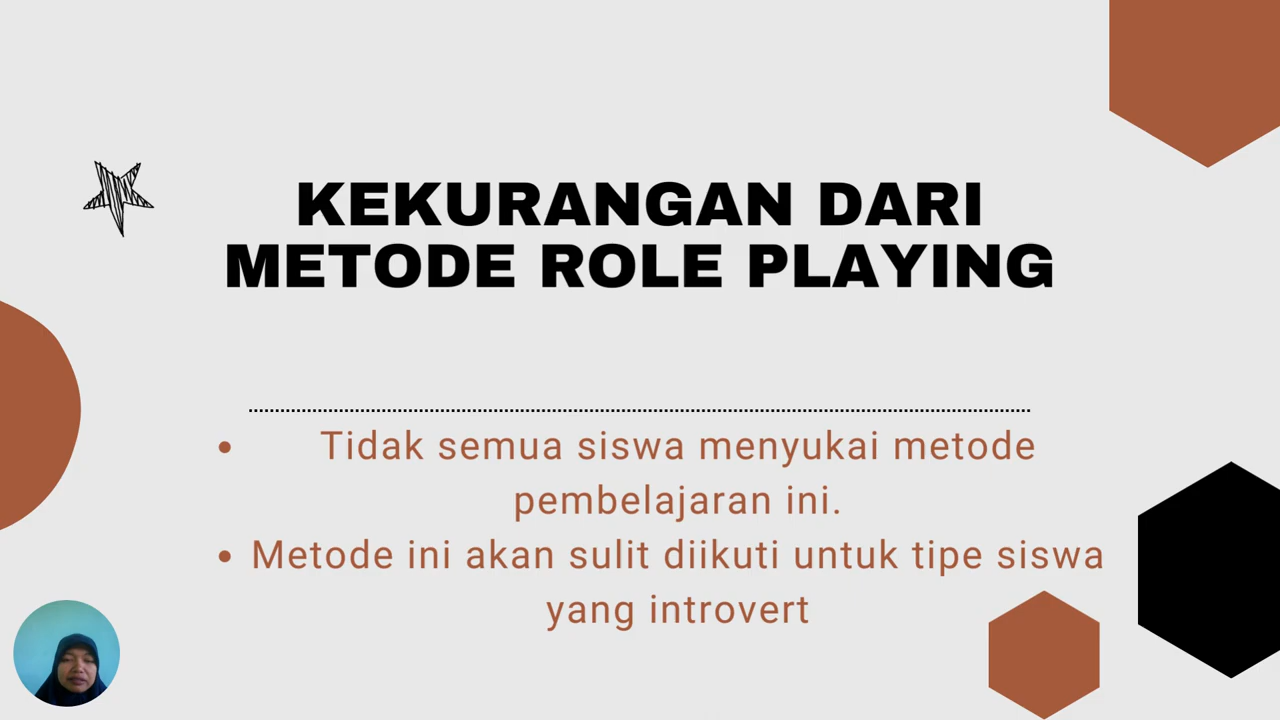 KEKURANGAN DARI
METODE ROLE PLAYING
• Tidak semua siswa menyukai metode
pembelajaran ini.
• Metode ini akan sulit diikuti untuk tipe siswa
yang introvert